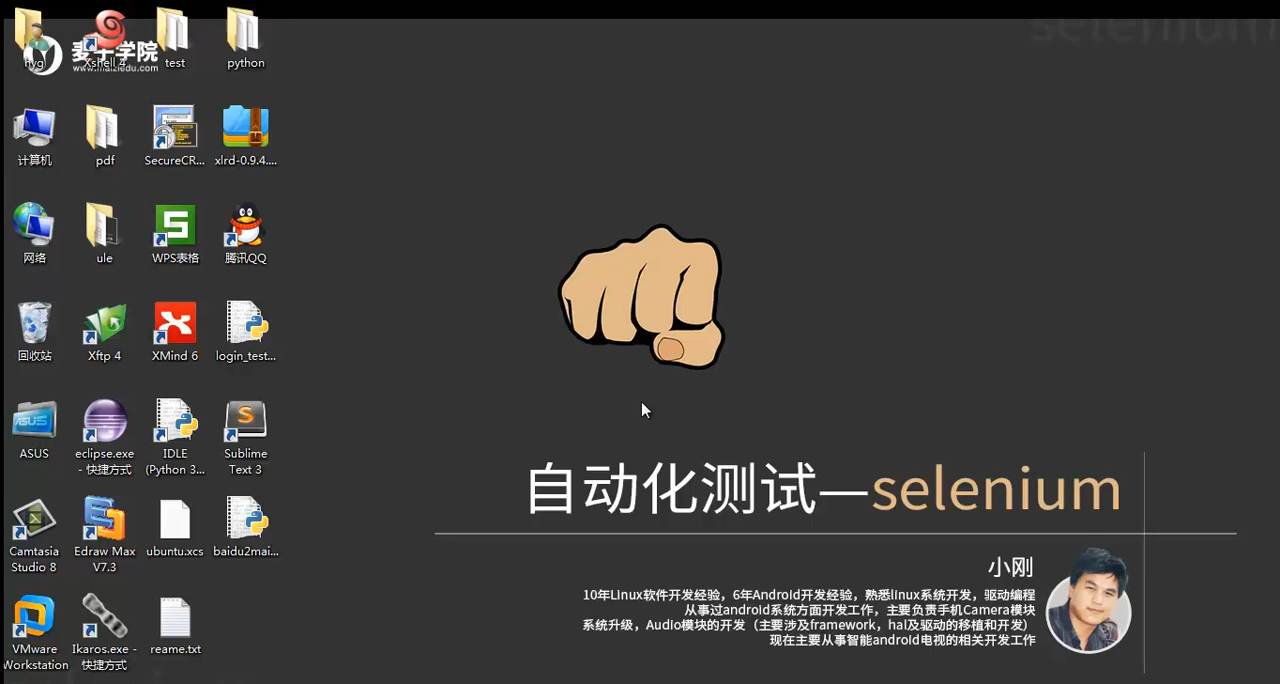 selenium
麦子学院
www.maiziedu.com
hyg
Xshell 4
test
python
计算机
pdf
SecureCR...
xlrd-0.9.4....
网络
ule
WPS表格
腾讯QQ
回收站
Xftp 4
XMind 6
login_test...
ASUS
ASUS
eclipse.exe
- 快捷方式
IDLE
(Python 3...
Sublime
Text 3
Camtasia
Studio 8
Edraw Max
V7.3
ubuntu.xcs
baidu2mai...
VMware
Workstation
Ikaros.exe -
快捷方式
reame.txt
自动化测试—selenium
小刚
10年Linux软件开发经验，6年Android开发经验，熟悉linux系统开发，驱动编程
从事过android系统方面开发工作，主要负责手机Camera模块
系统升级，Audio模块的开发（主要涉及framework，hal及驱动的移植和开发）
现在主要从事智能android电视的相关开发工作